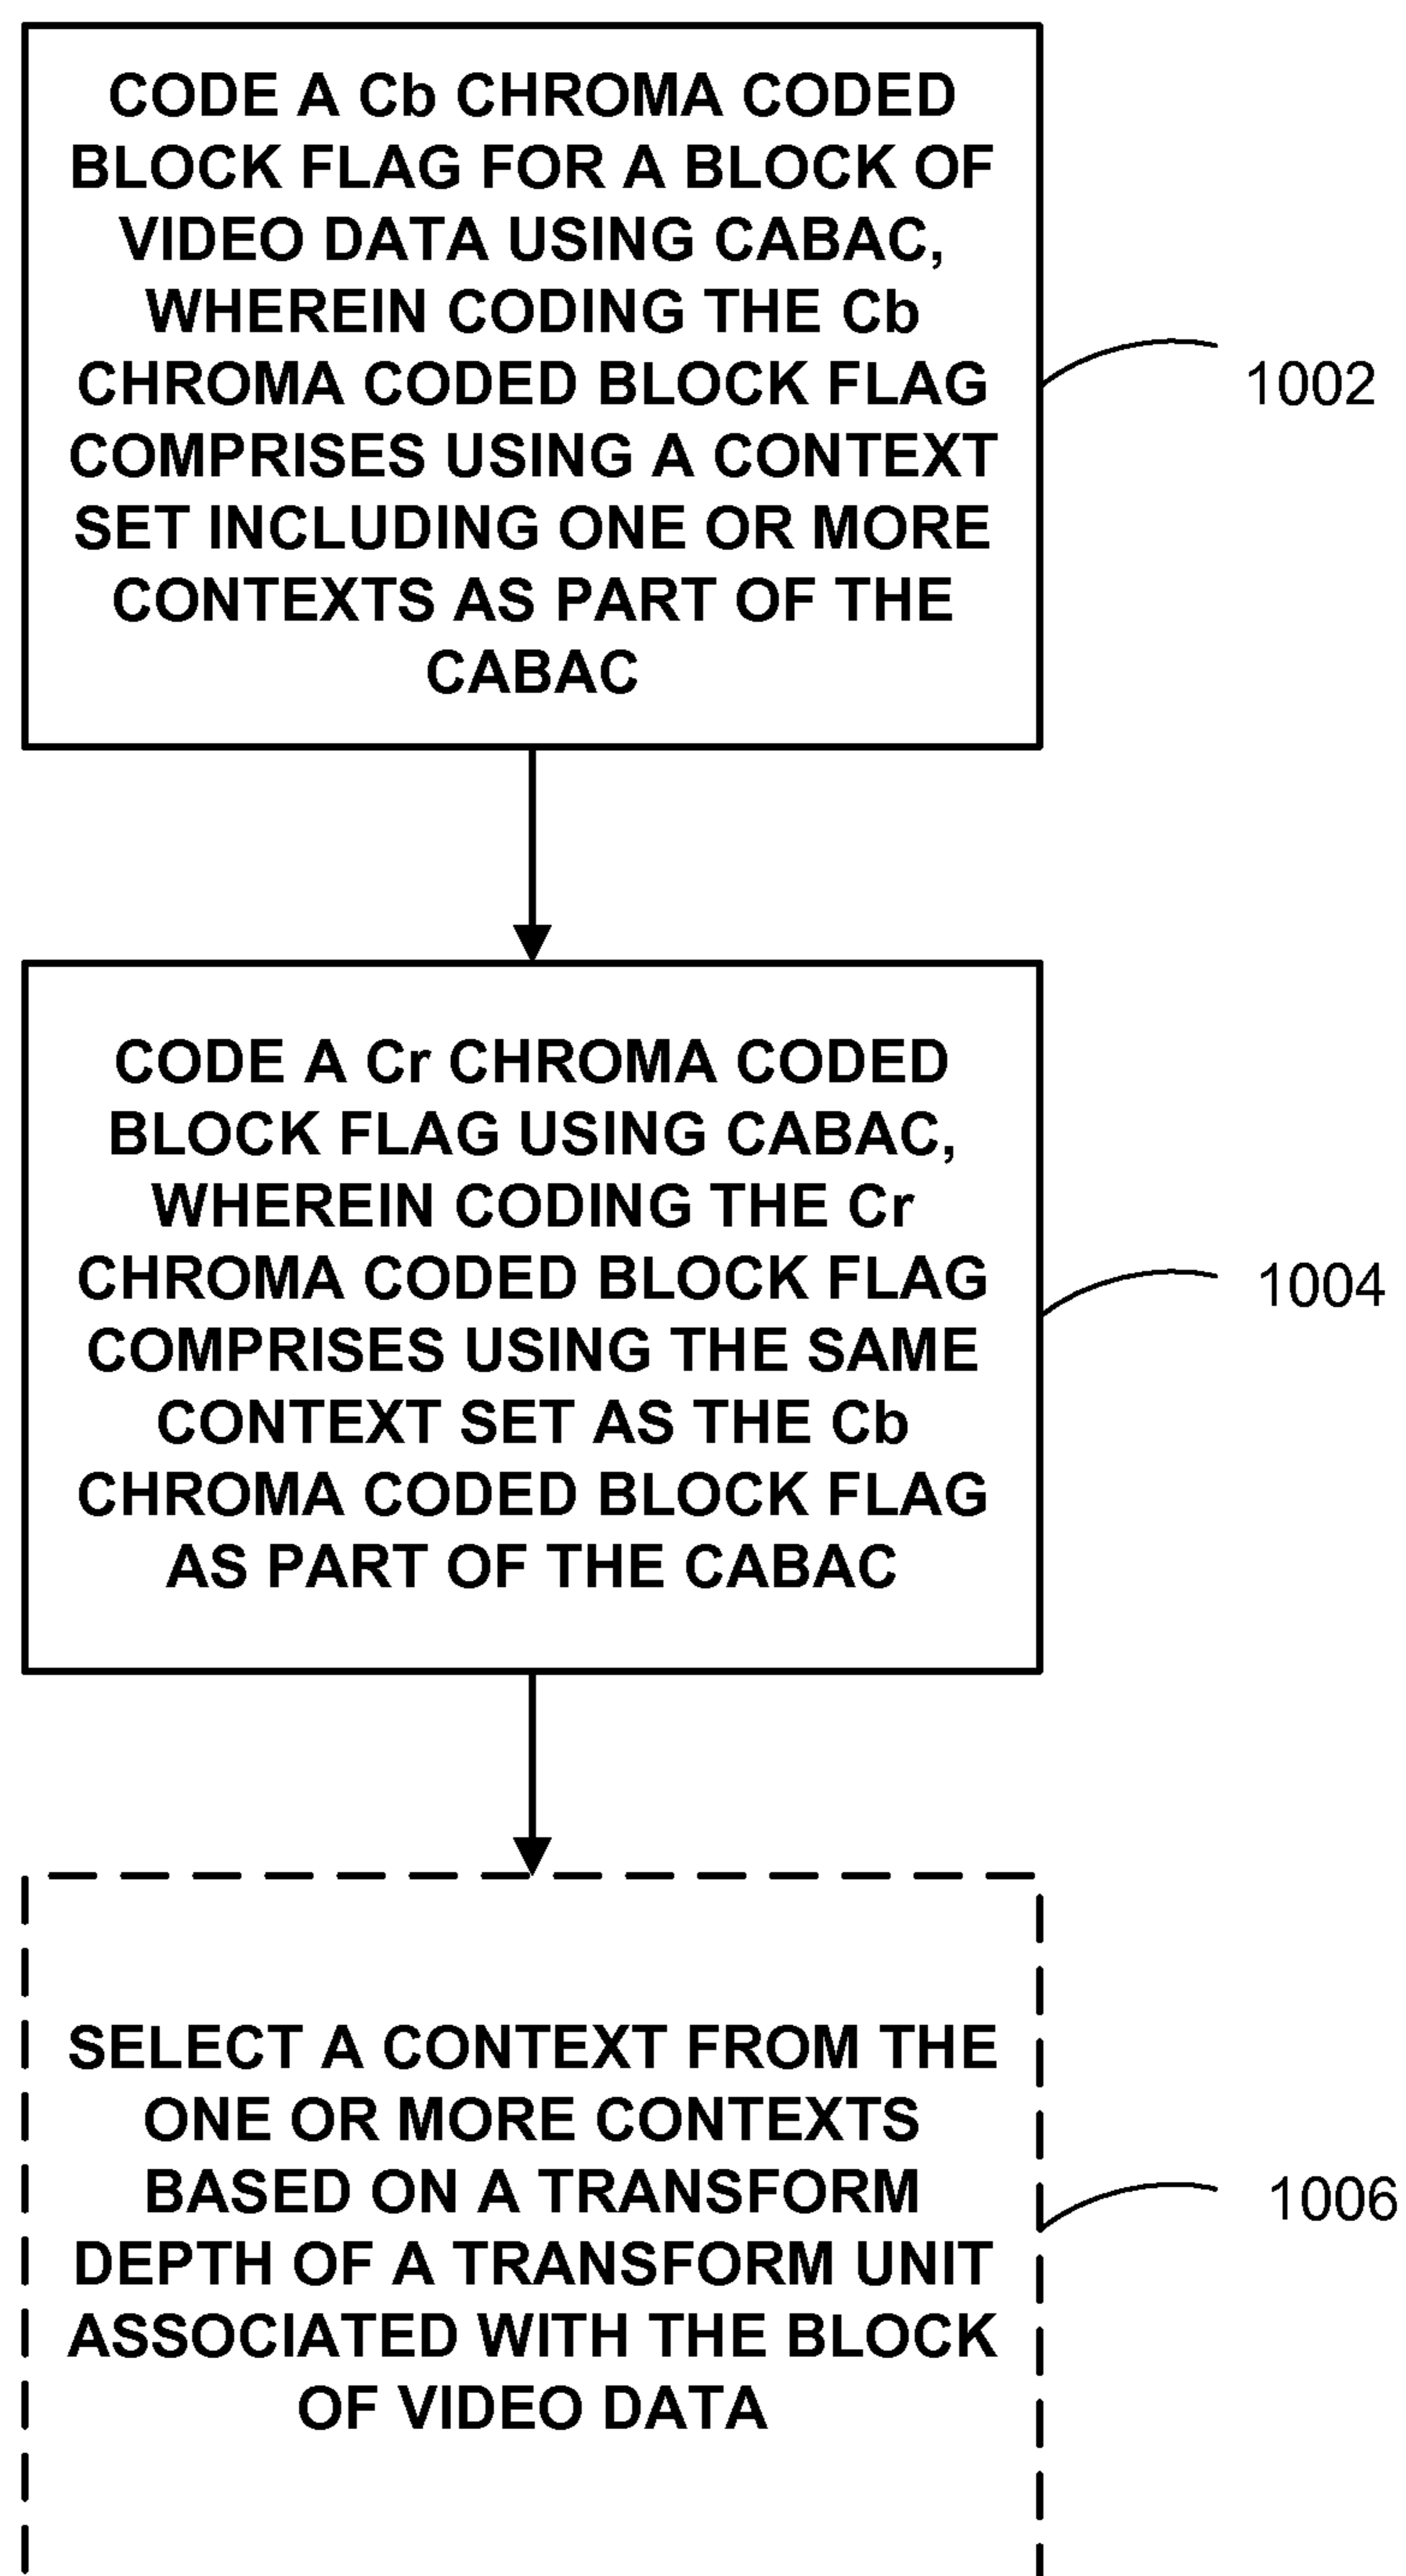 CODE A Cb CHROMA CODED
BLOCK FLAG FOR A BLOCK OF
VIDEO DATA USING CABAC,
WHEREIN CODING THE Cb
CHROMA CODED BLOCK FLAG
COMPRISES USING A CONTEXT
SET INCLUDING ONE OR MORE
CONTEXTS AS PART OF THE
CABAC
1002
CODE A Cr CHROMA CODED
BLOCK FLAG USING CABAC,
WHEREIN CODING THE Cr
CHROMA CODED BLOCK FLAG
COMPRISES USING THE SAME
CONTEXT SET AS THE Cb
CHROMA CODED BLOCK FLAG
AS PART OF THE CABAC
1004
SELECT A CONTEXT FROM THE
ONE OR MORE CONTEXTS
BASED ON A TRANSFORM
DEPTH OF A TRANSFORM UNIT
ASSOCIATED WITH THE BLOCK
OF VIDEO DATA
1006